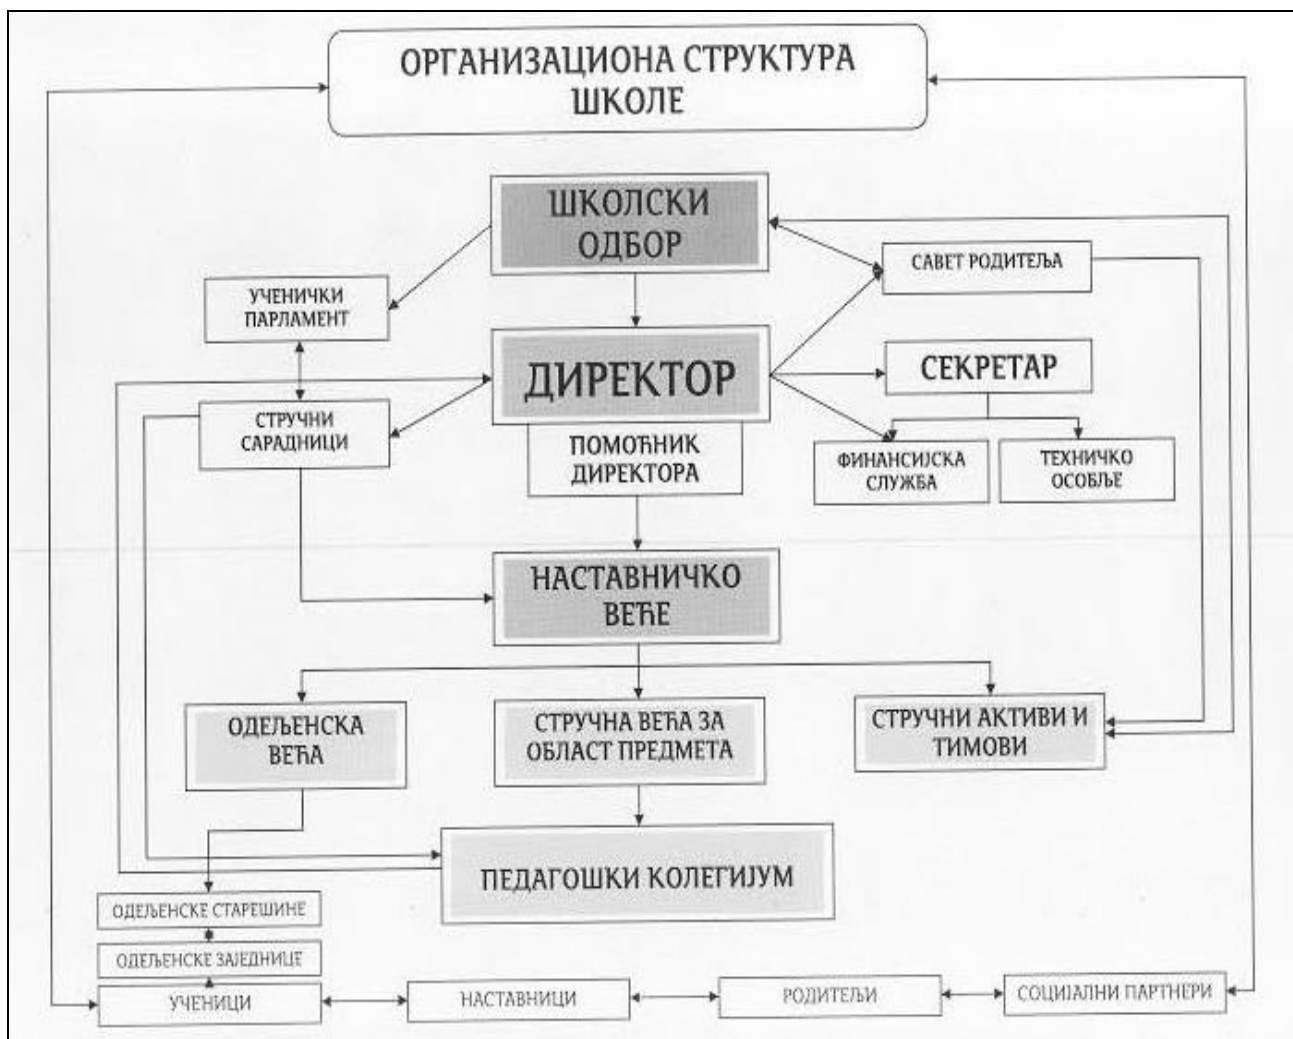 ОРГАНИЗАЦИОНА СТРУКТУРА
ШКОЛЕ
ШКОЛСКИ
ОДБОР
САВЕТ РОДИТЕЉА
УЧЕНИЧКИ
ПАРЛАМЕНТ
ДИРЕКТОР
СЕКРЕТАР
СТРУЧНИ
САРАДНИЦИ
ПОМОЋНИК
ДИРЕКТОРА
ФИНАНСИЈСКА
СЛУЖБА
ТЕХНИЧКО
ОСОБЉЕ
НАСТАВНИЧКО
ВЕЋЕ
ОДЕЉЕНСКА
ВЕЋА
СТРУЧНА ВЕЋА ЗА
ОБЛАСТ ПРЕДМЕТА
СТРУЧНИ АКТИВИ И
ТИМОВИ
ПЕДАГОШКИ КОЛЕГИЈУМ
ОДЕЉЕНСКЕ СТАРЕШИНЕ
ОДЕЉЕНСКЕ ЗАЈЕДНИЦЕ
УЧЕНИЦИ
НАСТАВНИЦИ
РОДИТЕЉИ
СОЦИЈАЛНИ ПАРТНЕРИ